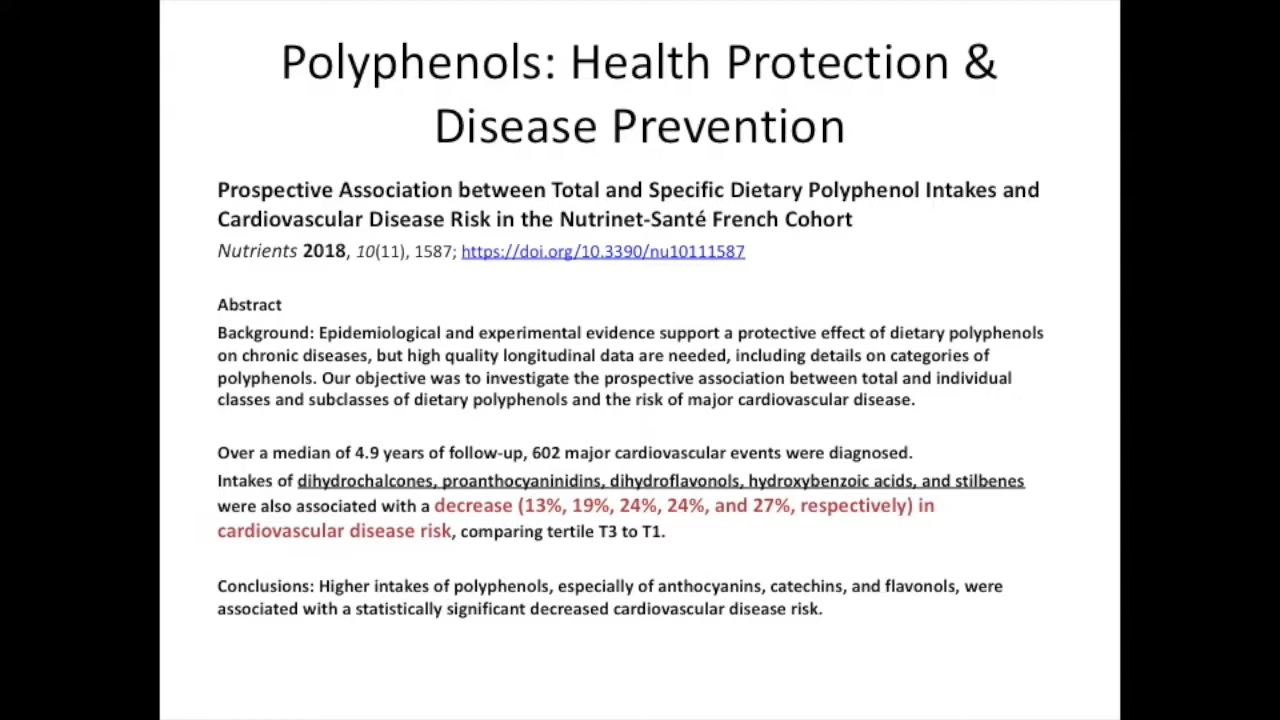 Polyphenols: Health Protection &
Disease Prevention
Prospective Association between Total and Specific Dietary Polyphenol Intakes and
Cardiovascular Disease Risk in the Nutrinet-Santé French Cohort
Nutrients 2018, 10(11), 1587; https://doi.org/10.3390/nu10111587
Abstract
Background: Epidemiological and experimental evidence support a protective effect of dietary polyphenols
on chronic diseases, but high quality longitudinal data are needed, including details on categories of
polyphenols. Our objective was to investigate the prospective association between total and individual
classes and subclasses of dietary polyphenols and the risk of major cardiovascular disease.
Over a median of 4.9 years of follow-up, 602 major cardiovascular events were diagnosed.
Intakes of dihydrochalcones, proanthocyaninidins, dihydroflavonols, hydroxybenzoic acids, and stilbenes
were also associated with a decrease (13%, 19%, 24%, 24%, and 27%, respectively) in
cardiovascular disease risk, comparing tertile T3 to T1.
Conclusions: Higher intakes of polyphenols, especially of anthocyanins, catechins, and flavonols, were
associated with a statistically significant decreased cardiovascular disease risk.